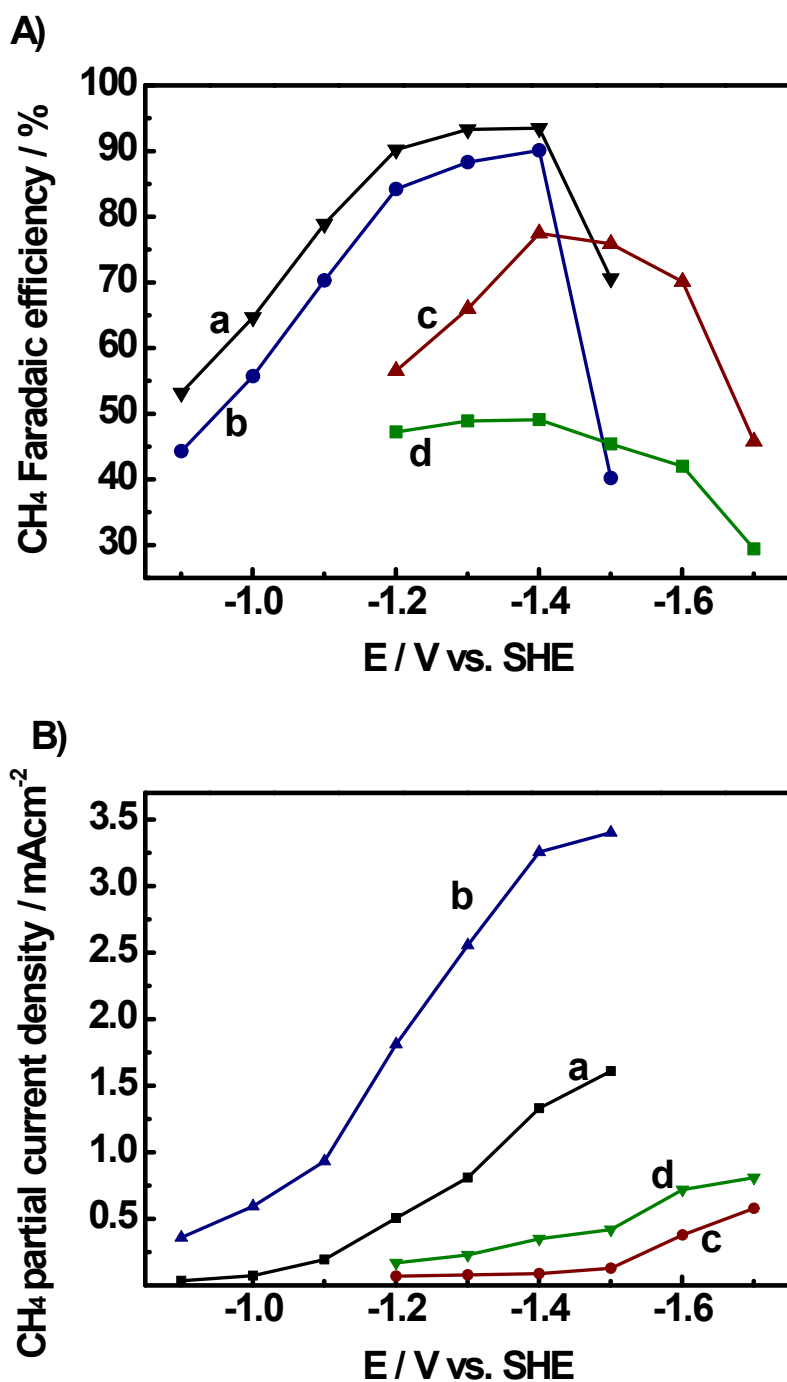 A)
CH₄ Faradaic efficiency / %
100
90
80
70
60
50
40
30
a
b
c
d
-1.0 -1.2 -1.4 -1.6
E / V vs. SHE
B)
CH₄ partial current density / mAcm⁻²
3.5
3.0
2.5
2.0
1.5
1.0
0.5
b
a
d
c
-1.0 -1.2 -1.4 -1.6
E / V vs. SHE